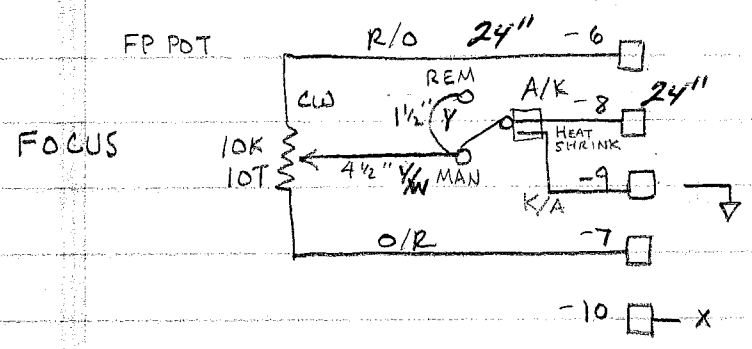 FP POT R/O 24" -6
REM
A/K
CW 1½" Y -8 24"
HEAT
SHRINK
FOCUS 10K
10T 4½" Y/W MAN
K/A -9
O/R -7
-10 X